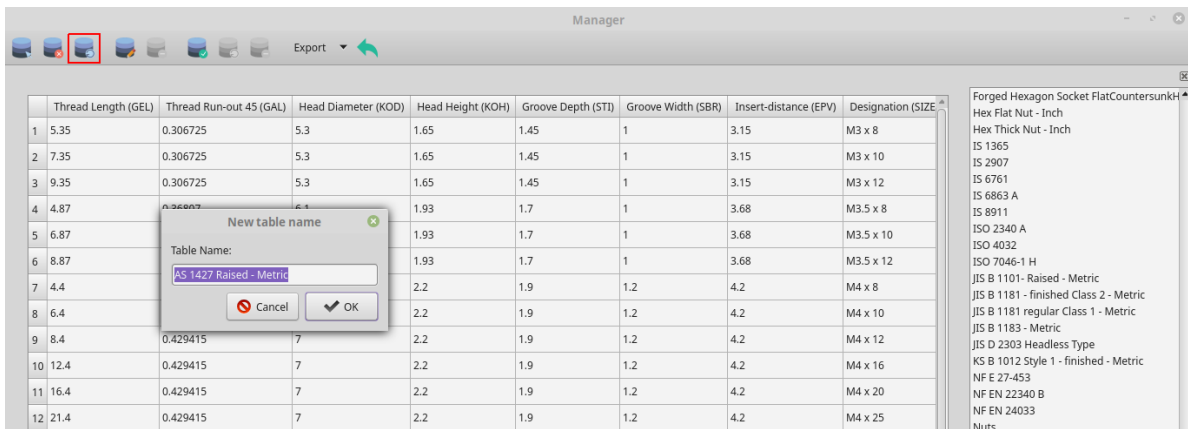 Manager
Export
Thread Length (GEL) Thread Run-out 45 (GAL) Head Diameter (KOD) Head Height (KOH) Groove Depth (STI) Groove Width (SBR) Insert-distance (EPV) Designation (SIZE
1 5.35 0.306725 5.3 1.65 1.45 1 3.15 M3 x 8
2 7.35 0.306725 5.3 1.65 1.45 1 3.15 M3 x 10
3 9.35 0.306725 5.3 1.65 1.45 1 3.15 M3 x 12
4 4.87 0.36807 6.1 1.93 1.7 1 3.68 M3.5 x 8
5 6.87 1.93 1.7 1 3.68 M3.5 x 10
6 8.87 1.93 1.7 1 3.68 M3.5 x 12
7 4.4 2.2 1.9 1.2 4.2 M4 x 8
8 6.4 2.2 1.9 1.2 4.2 M4 x 10
9 8.4 0.429415 7 2.2 1.9 1.2 4.2 M4 x 12
10 12.4 0.429415 7 2.2 1.9 1.2 4.2 M4 x 16
11 16.4 0.429415 7 2.2 1.9 1.2 4.2 M4 x 20
12 21.4 0.429415 7 2.2 1.9 1.2 4.2 M4 x 25
New table name
Table Name:
AS 1427 Raised - Metric
Cancel OK
Forged Hexagon Socket FlatCountersunkH
Hex Flat Nut - Inch
Hex Thick Nut - Inch
IS 1365
IS 2907
IS 6761
IS 6863 A
IS 8911
ISO 2340 A
ISO 4032
ISO 7046-1 H
JIS B 1101- Raised - Metric
JIS B 1181 - finished Class 2 - Metric
JIS B 1181 regular Class 1 - Metric
JIS B 1183 - Metric
JIS D 2303 Headless Type
KS B 1012 Style 1 - finished - Metric
NF E 27-453
NF EN 22340 B
NF EN 24033
Nuts